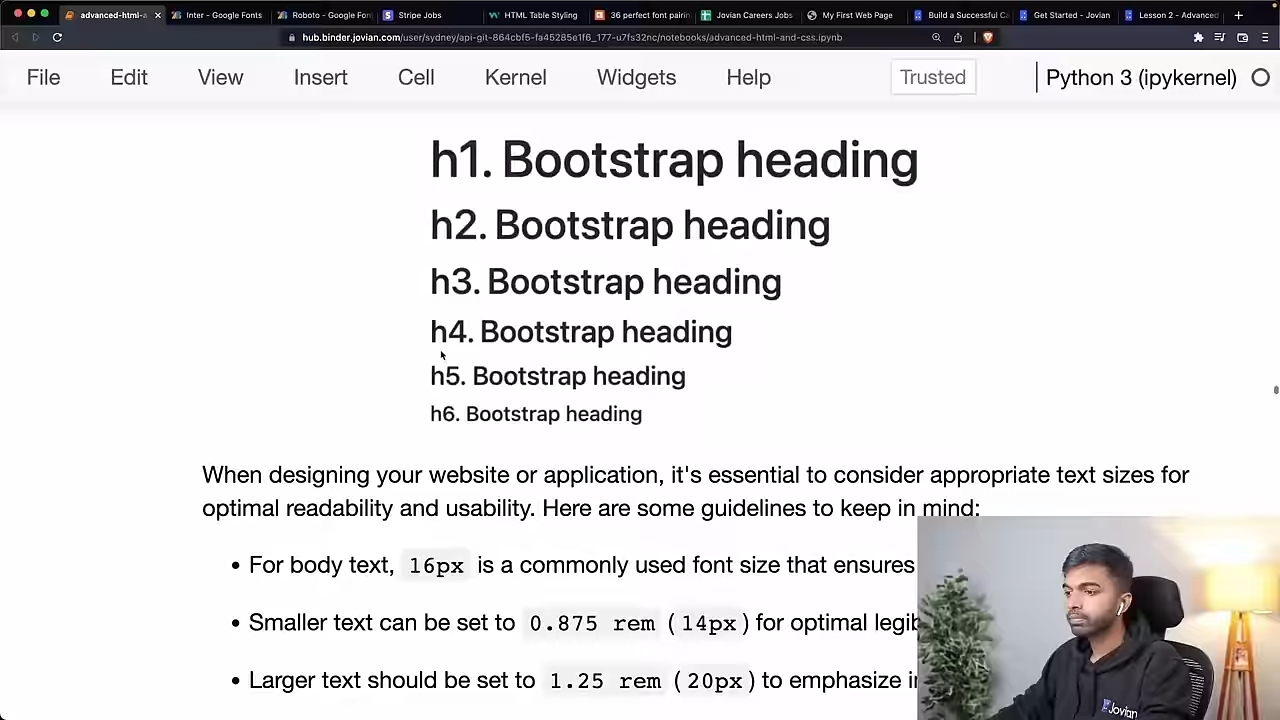 advanced-html-a
Inter - Google Fonts
Roboto - Google Fon
Stripe Jobs
HTML Table Styling
36 perfect font pairin
Jovian Careers Jobs
My First Web Page
Build a Successful Ca
Get Started - Jovian
Lesson 2 - Advanced
hub.binder.jovian.com/user/sydney/api-git-864cbf5-fa45285e1f6_177-u7fs32nc/notebooks/advanced-html-and-css.ipynb
File Edit View Insert Cell Kernel Widgets Help Trusted Python 3 (ipykernel)
h1. Bootstrap heading
h2. Bootstrap heading
h3. Bootstrap heading
h4. Bootstrap heading
h5. Bootstrap heading
h6. Bootstrap heading
When designing your website or application, it's essential to consider appropriate text sizes for
optimal readability and usability. Here are some guidelines to keep in mind:
• For body text, 16px is a commonly used font size that ensures
• Smaller text can be set to 0.875 rem (14px) for optimal legib
• Larger text should be set to 1.25 rem (20px) to emphasize i
Jovian